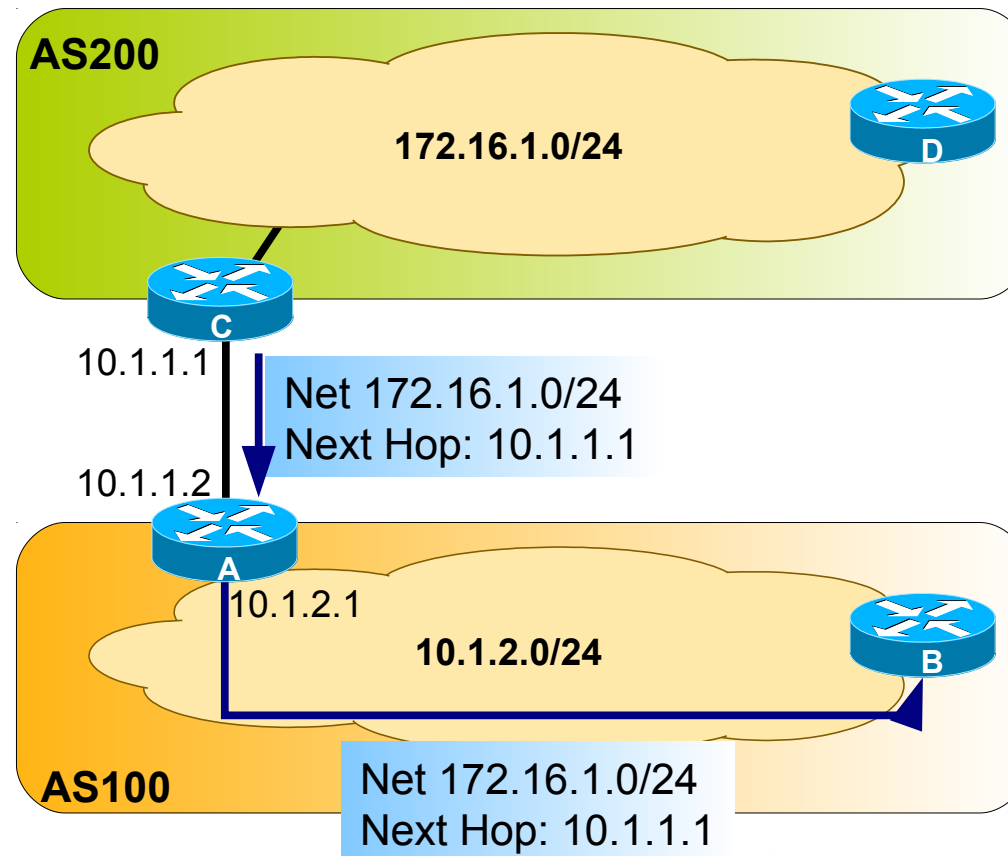 AS200
172.16.1.0/24
D
C
10.1.1.1
Net 172.16.1.0/24
Next Hop: 10.1.1.1
10.1.1.2
A
10.1.2.1
10.1.2.0/24
B
AS100
Net 172.16.1.0/24
Next Hop: 10.1.1.1